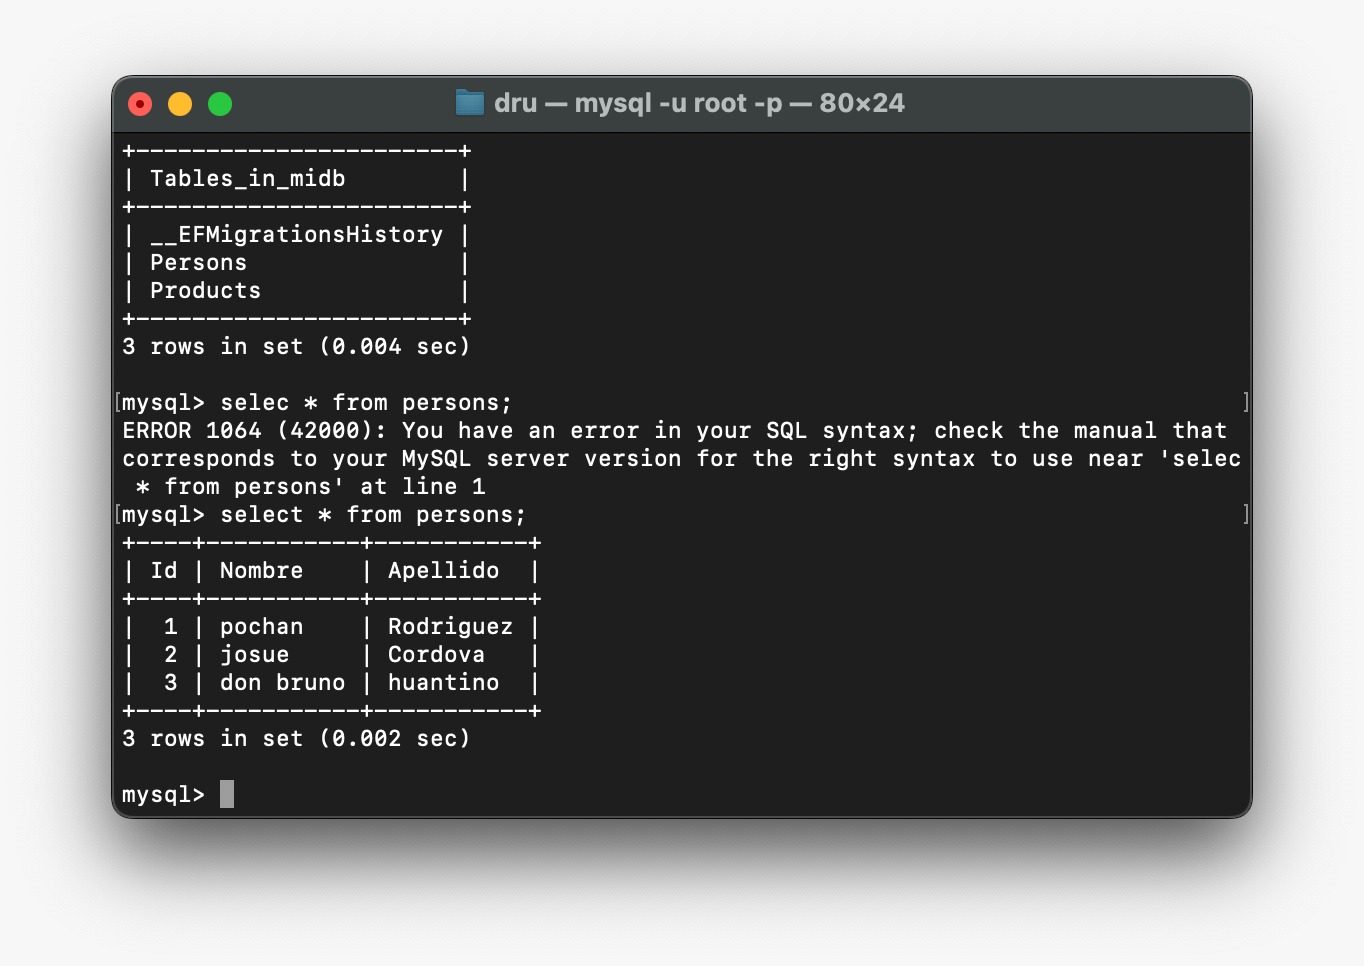 dru — mysql -u root -p — 80×24
+-----------------------+
| Tables_in_midb        |
+-----------------------+
| __EFMigrationsHistory |
| Persons               |
| Products              |
+-----------------------+
3 rows in set (0.004 sec)

[mysql> selec * from persons;                                                    ]
ERROR 1064 (42000): You have an error in your SQL syntax; check the manual that
corresponds to your MySQL server version for the right syntax to use near 'selec
 * from persons' at line 1
[mysql> select * from persons;                                                   ]
+----+-----------+-----------+
| Id | Nombre    | Apellido  |
+----+-----------+-----------+
|  1 | pochan    | Rodriguez |
|  2 | josue     | Cordova   |
|  3 | don bruno | huantino  |
+----+-----------+-----------+
3 rows in set (0.002 sec)

mysql>